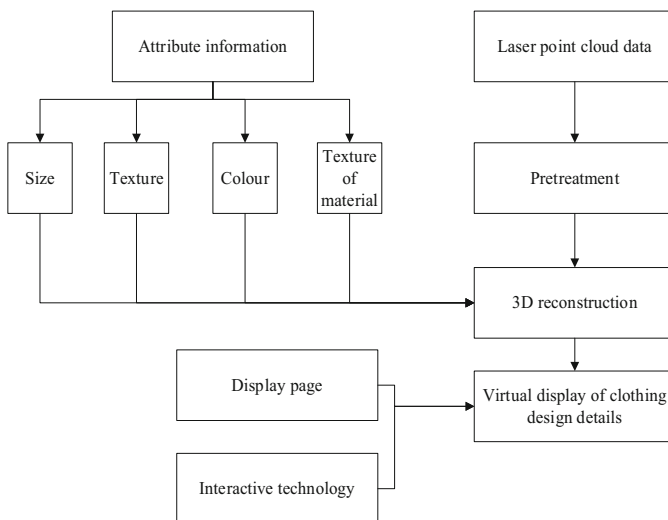 Attribute information
Laser point cloud data
Size
Texture
Colour
Texture
of
material
Pretreatment
3D reconstruction
Display page
Virtual display of clothing
design details
Interactive technology